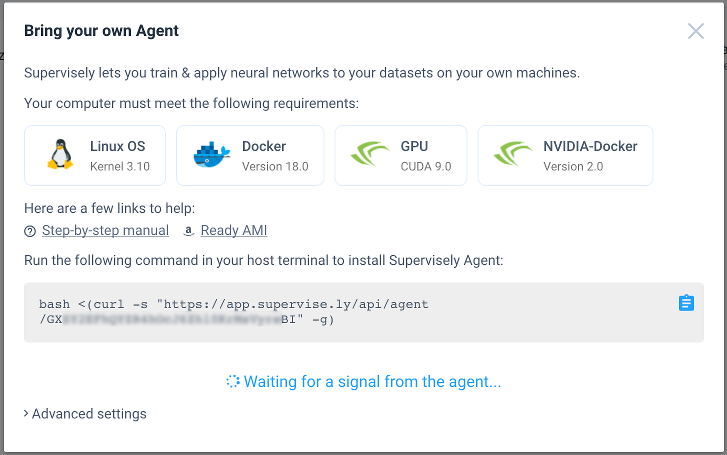 Bring your own Agent
Supervisely lets you train & apply neural networks to your datasets on your own machines.
Your computer must meet the following requirements:
Linux OS
Kernel 3.10
Docker
Version 18.0
GPU
CUDA 9.0
NVIDIA-Docker
Version 2.0
Here are a few links to help:
Step-by-step manual a Ready AMI
Run the following command in your host terminal to install Supervisely Agent:
bash <(curl -s "https://app.supervise.ly/api/agent
/GX BI" -g)
Waiting for a signal from the agent...
Advanced settings